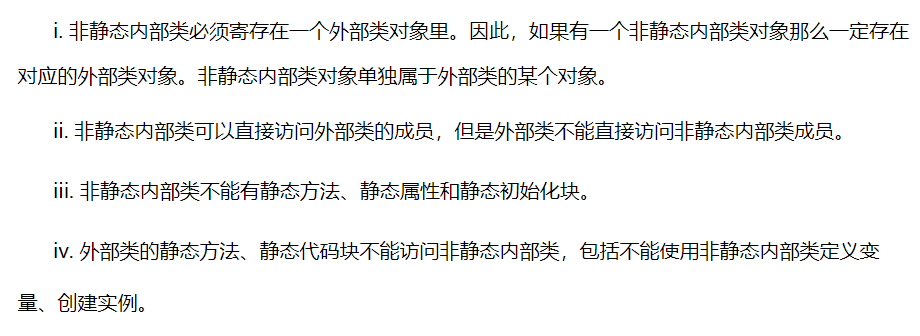 i. 非静态内部类必须寄存在一个外部类对象里。因此，如果有一个非静态内部类对象那么一定存在
对应的外部类对象。非静态内部类对象单独属于外部类的某个对象。
ii. 非静态内部类可以直接访问外部类的成员，但是外部类不能直接访问非静态内部类成员。
iii. 非静态内部类不能有静态方法、静态属性和静态初始化块。
iv. 外部类的静态方法、静态代码块不能访问非静态内部类，包括不能使用非静态内部类定义变
量、创建实例。